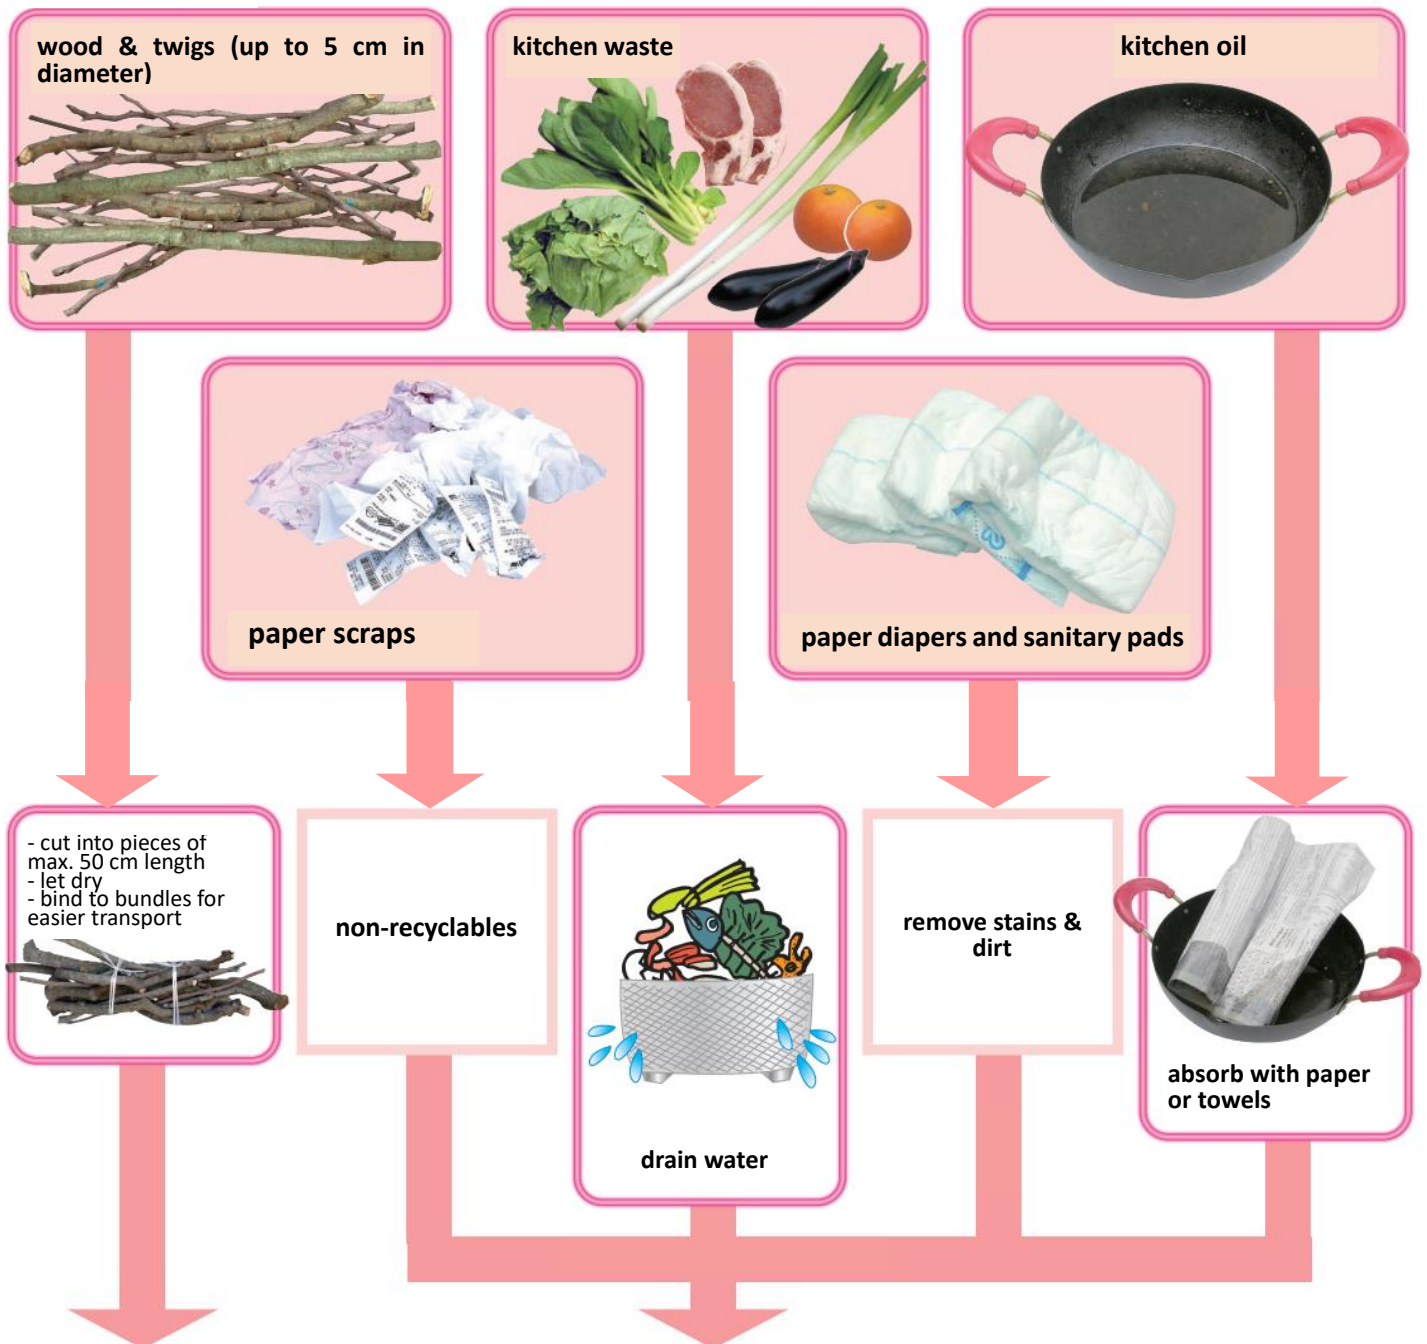 wood & twigs (up to 5 cm in
diameter)
kitchen waste
kitchen oil
paper scraps
paper diapers and sanitary pads
- cut into pieces of
max. 50 cm length
- let dry
- bind to bundles for
easier transport
non-recyclables
drain water
remove stains &
dirt
absorb with paper
or towels